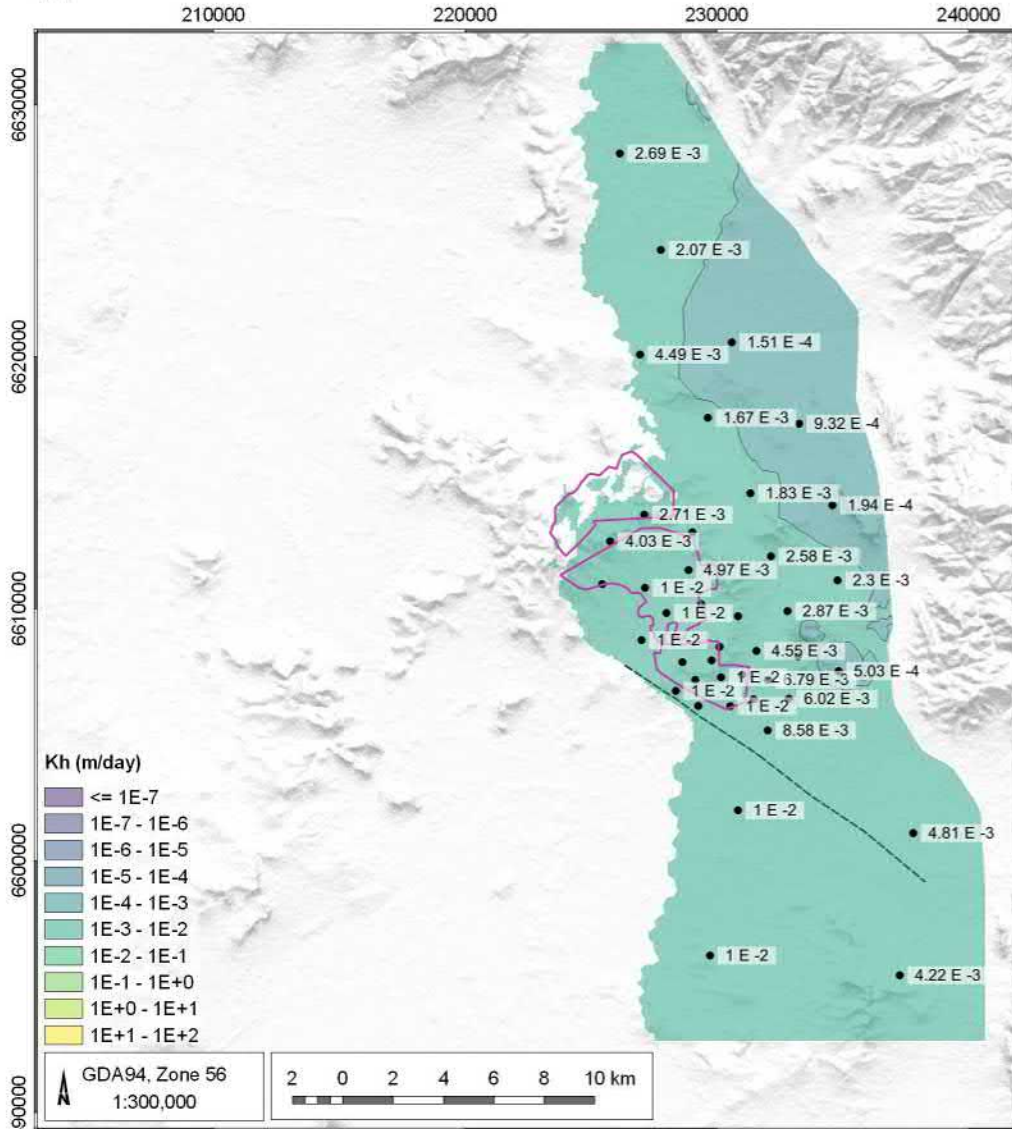 210000 220000 230000 240000
6630000
2.69 E -3
2.07 E -3
6620000
1.51 E -4
4.49 E -3
1.67 E -3
9.32 E -4
1.83 E -3
1.94 E -4
2.71 E -3
4.03 E -3
2.58 E -3
4.97 E -3
2.3 E -3
1 E -2
6610000
1 E -2
2.87 E -3
1 E -2
4.55 E -3
5.03 E -4
1 E -2
6.79 E -3
1 E -2
6.02 E -3
1 E -2
8.58 E -3
1 E -2
4.81 E -3
6600000
1 E -2
4.22 E -3
Kh (m/day)
<= 1E-7
1E-7 - 1E-6
1E-6 - 1E-5
1E-5 - 1E-4
1E-4 - 1E-3
1E-3 - 1E-2
1E-2 - 1E-1
1E-1 - 1E+0
1E+0 - 1E+1
1E+1 - 1E+2
GDA94, Zone 56
1:300,000
2 0 2 4 6 8 10 km
90000